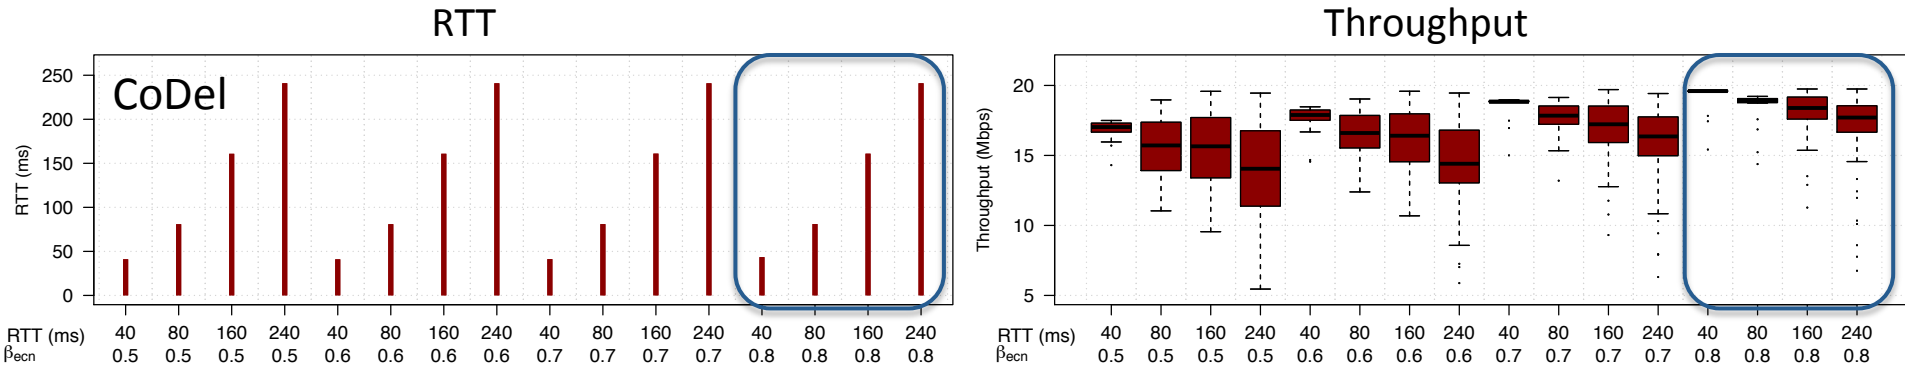 RTT
Throughput
CoDel
RTT (ms)
250
200
150
100
50
0
RTT (ms) 40 80 160 240 40 80 160 240 40 80 160 240 40 80 160 240
βecn 0.5 0.5 0.5 0.5 0.6 0.6 0.6 0.6 0.7 0.7 0.7 0.7 0.8 0.8 0.8 0.8
Throughput (Mbps)
20
15
10
5
RTT (ms) 40 80 160 240 40 80 160 240 40 80 160 240 40 80 160 240
βecn 0.5 0.5 0.5 0.5 0.6 0.6 0.6 0.6 0.7 0.7 0.7 0.7 0.8 0.8 0.8 0.8